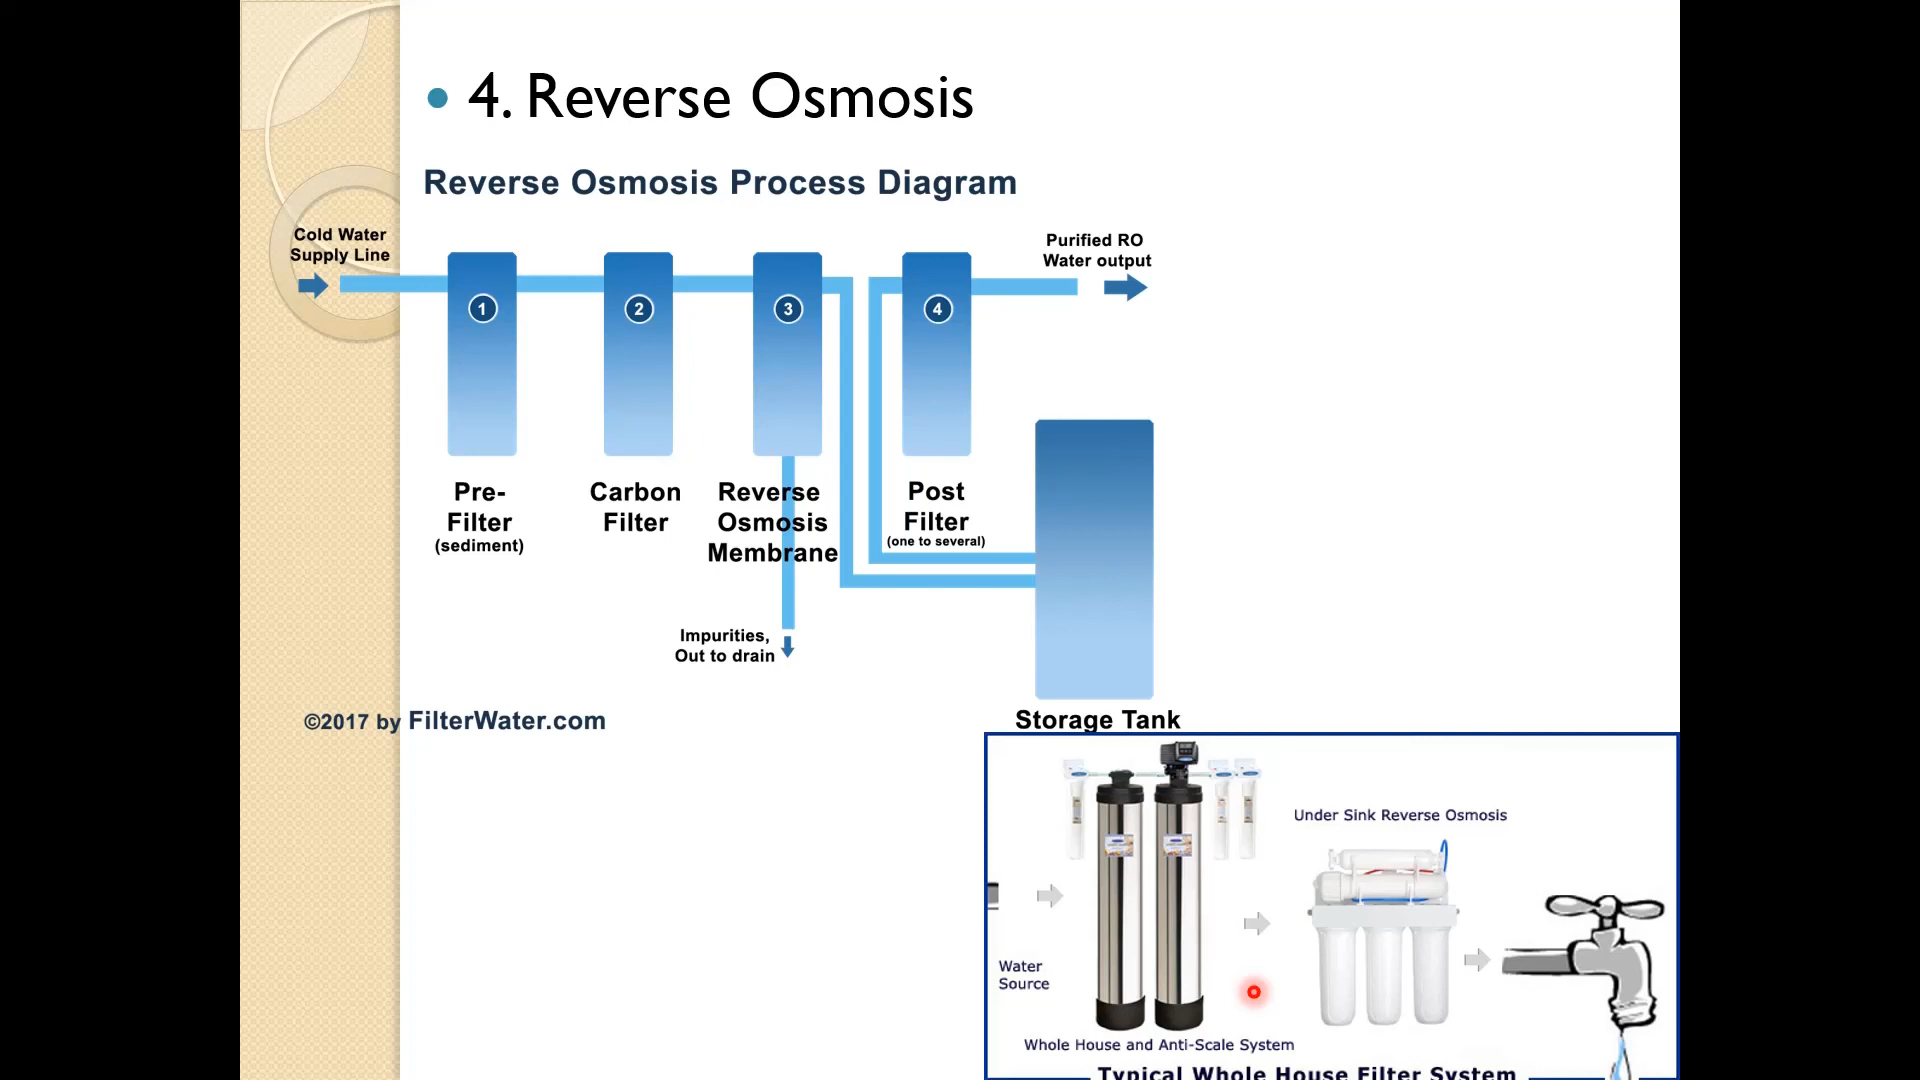 4. Reverse Osmosis
Reverse Osmosis Process Diagram
Cold Water
Supply Line
Purified RO
Water output
1
2
3
4
Pre-
Filter
(sediment)
Carbon
Filter
Reverse
Osmosis
Membrane
Post
Filter
(one to several)
Impurities,
Out to drain
©2017 by FilterWater.com
Storage Tank
Under Sink Reverse Osmosis
Water
Source
Whole House and Anti-Scale System
Typical Whole House Filter System